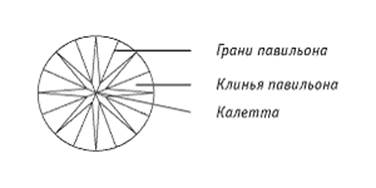 Грани павильона
Клинья павильона
Калетта